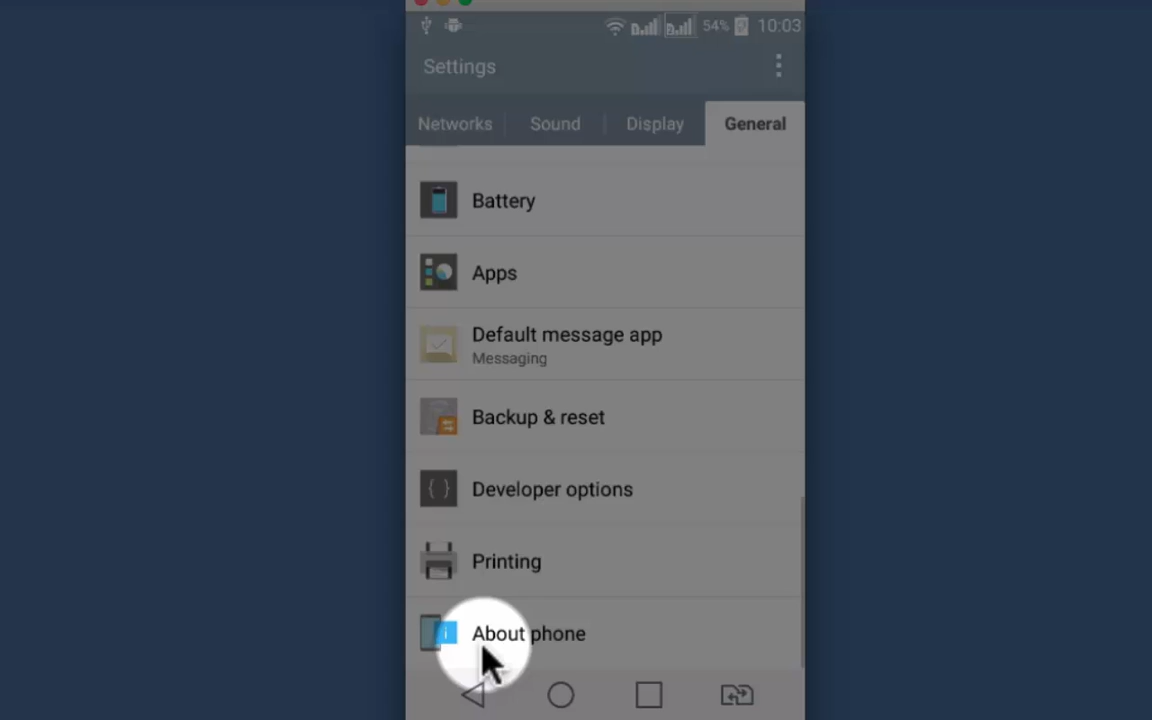 54% 10:03
Settings
Networks Sound Display General
Battery
Apps
Default message app
Messaging
Backup & reset
Developer options
Printing
About phone